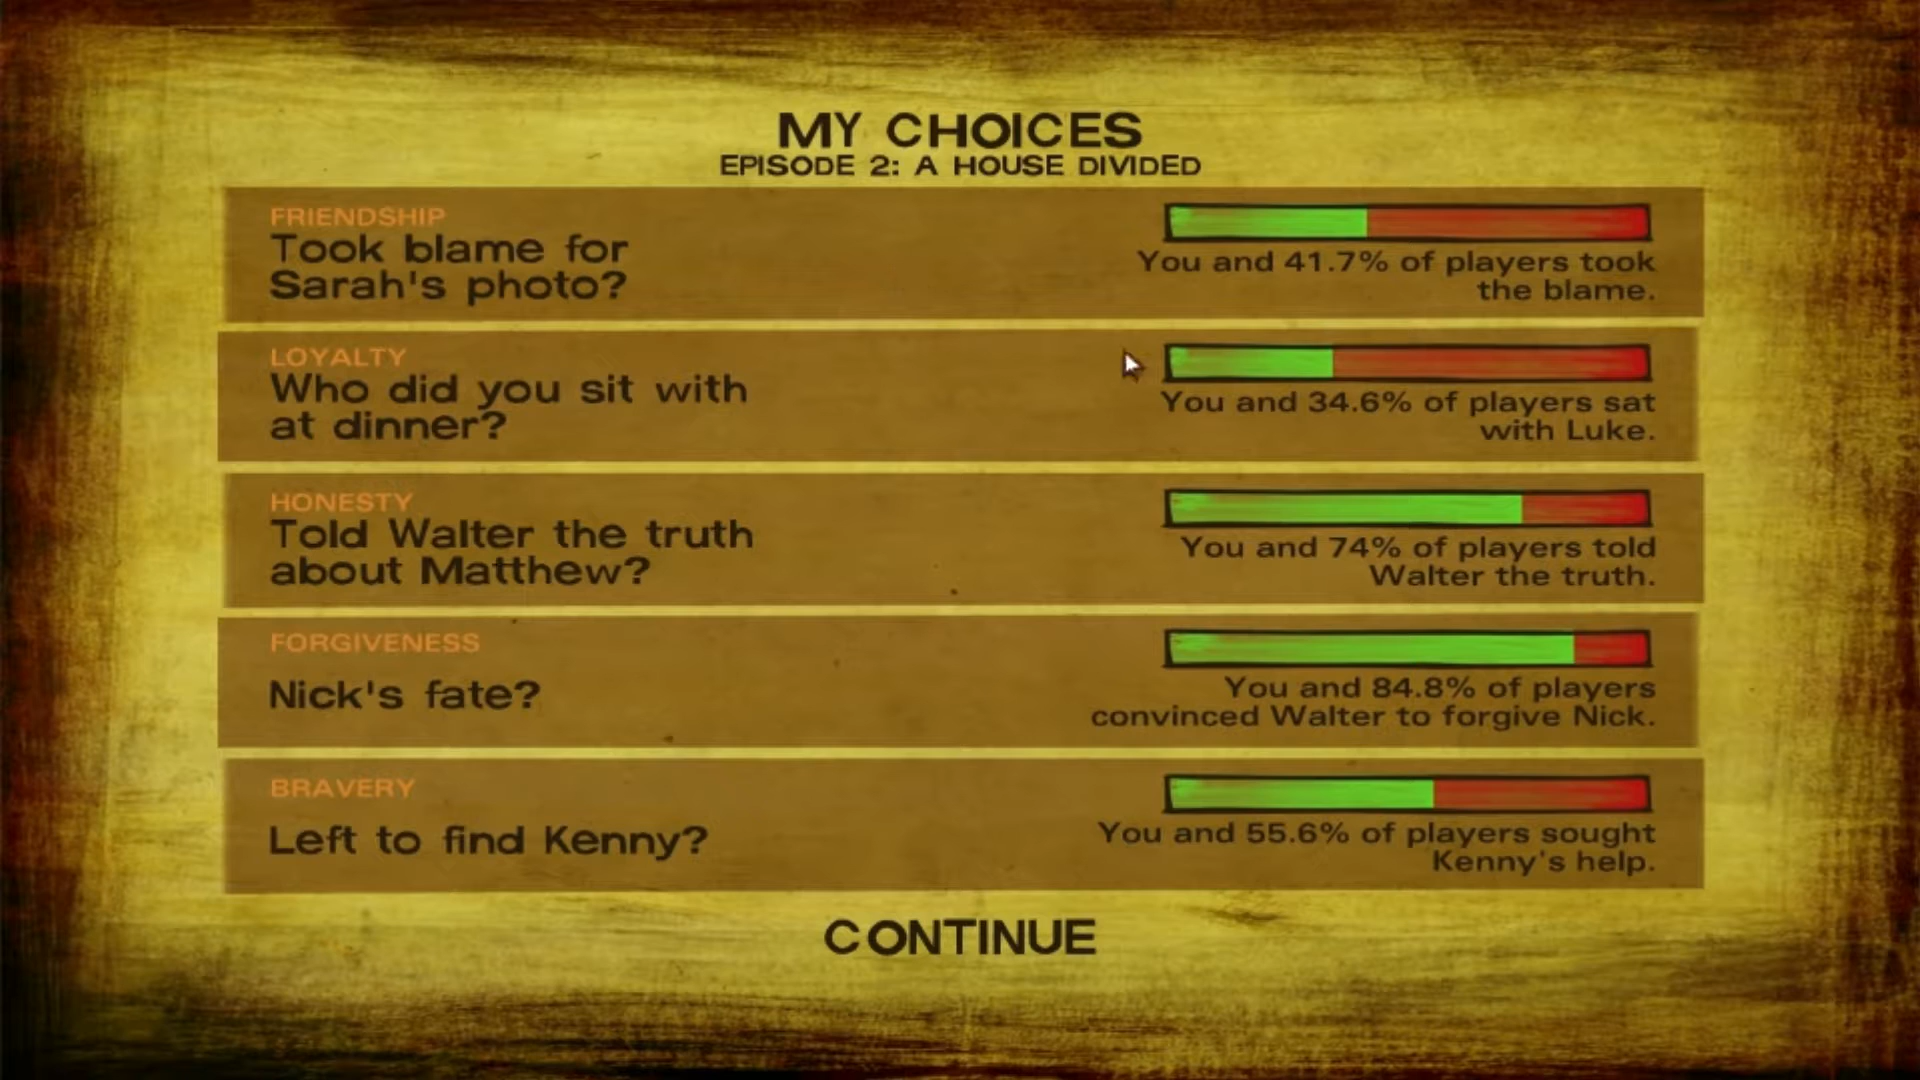 MY CHOICES
EPISODE 2: A HOUSE DIVIDED
FRIENDSHIP
Took blame for
Sarah's photo?
You and 41.7% of players took
the blame.
LOYALTY
Who did you sit with
at dinner?
You and 34.6% of players sat
with Luke.
HONESTY
Told Walter the truth
about Matthew?
You and 74% of players told
Walter the truth.
FORGIVENESS
Nick's fate?
You and 84.8% of players
convinced Walter to forgive Nick.
BRAVERY
Left to find Kenny?
You and 55.6% of players sought
Kenny's help.
CONTINUE